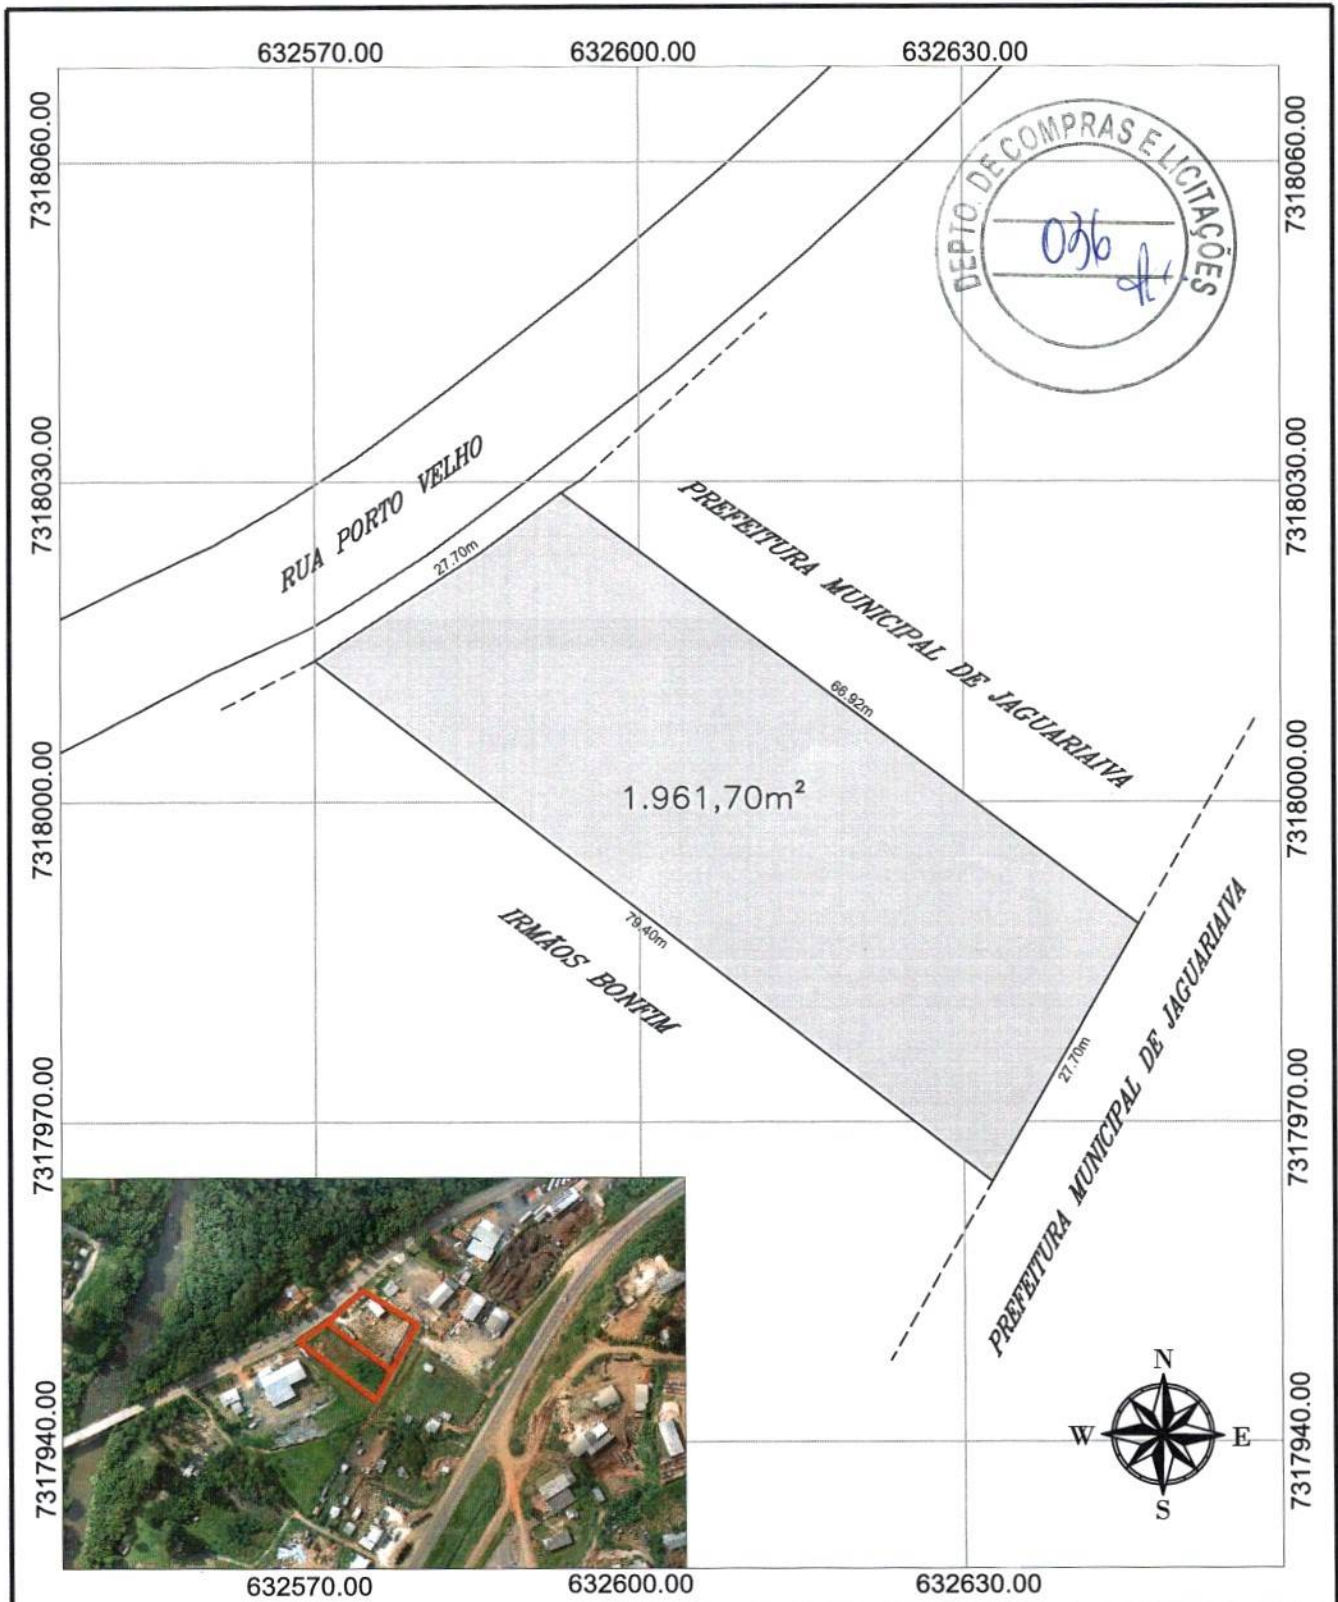 632570.00 632600.00 632630.00
7318060.00
7318060.00
DEPTO. DE COMPRAS E LICITAÇÕES
036
7318030.00
7318030.00
RUA PORTO VELHO
27.70m
PREFEITURA MUNICIPAL DE JAGUARIAIVA
66.92m
1.961,70m²
7318000.00
7318000.00
79.40m
IRMÃOS BONFIM
27.70m
PREFEITURA MUNICIPAL DE JAGUARIAIVA
7317970.00
7317970.00
N
W E
S
7317940.00
7317940.00
632570.00 632600.00 632630.00